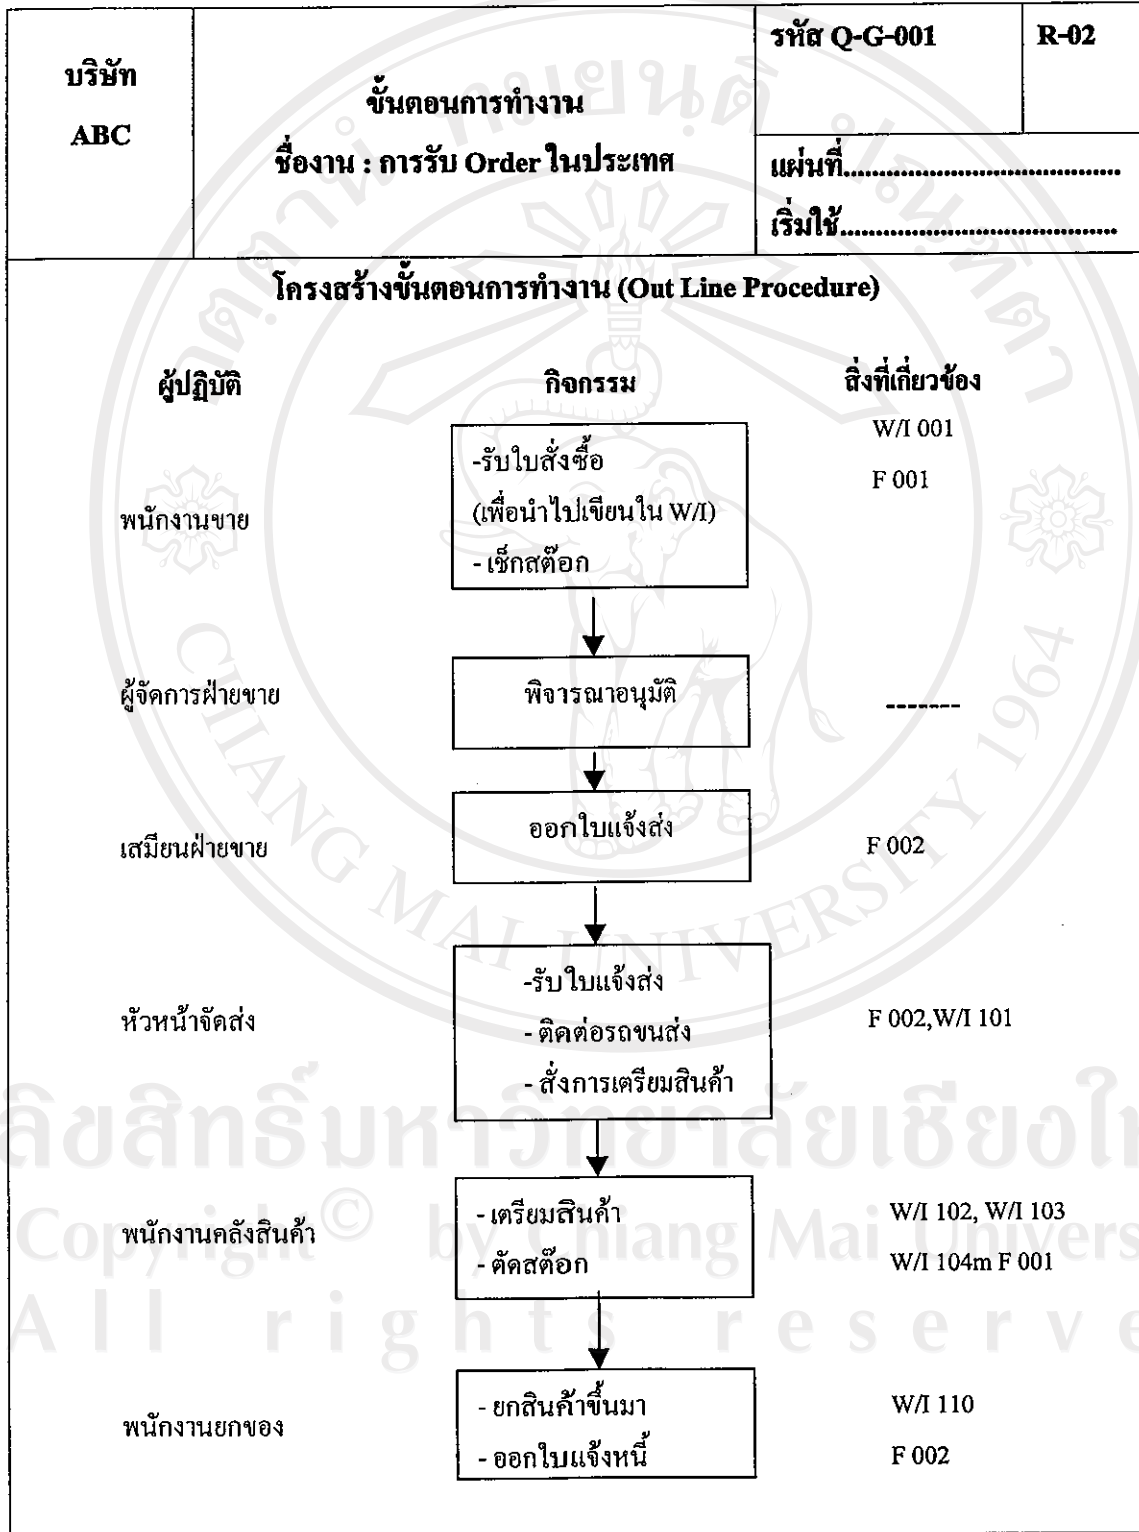 บริษัท
ABC
ขั้นตอนการทำงาน
ชื่องาน : การรับ Order ในประเทศ
รหัส Q-G-001
R-02
แผ่นที่.......................................
เริ่มใช้.......................................
โครงสร้างขั้นตอนการทำงาน (Out Line Procedure)
ผู้ปฏิบัติ
กิจกรรม
สิ่งที่เกี่ยวข้อง
พนักงานขาย
-รับใบสั่งซื้อ
(เพื่อนำไปเขียนใน W/I)
- เช็กสต๊อก
W/I 001
F 001
ผู้จัดการฝ่ายขาย
พิจารณาอนุมัติ
-------
เสมียนฝ่ายขาย
ออกใบแจ้งส่ง
F 002
หัวหน้าจัดส่ง
-รับใบแจ้งส่ง
- ติดต่อรถขนส่ง
- สั่งการเตรียมสินค้า
F 002,W/I 101
พนักงานคลังสินค้า
- เตรียมสินค้า
- ตัดสต๊อก
W/I 102, W/I 103
W/I 104m F 001
พนักงานยกของ
- ยกสินค้าขึ้นมา
- ออกใบแจ้งหนี้
W/I 110
F 002
CHIANG MAI UNIVERSITY 1964
Copyright© by Chiang Mai Univers
All rights reserve